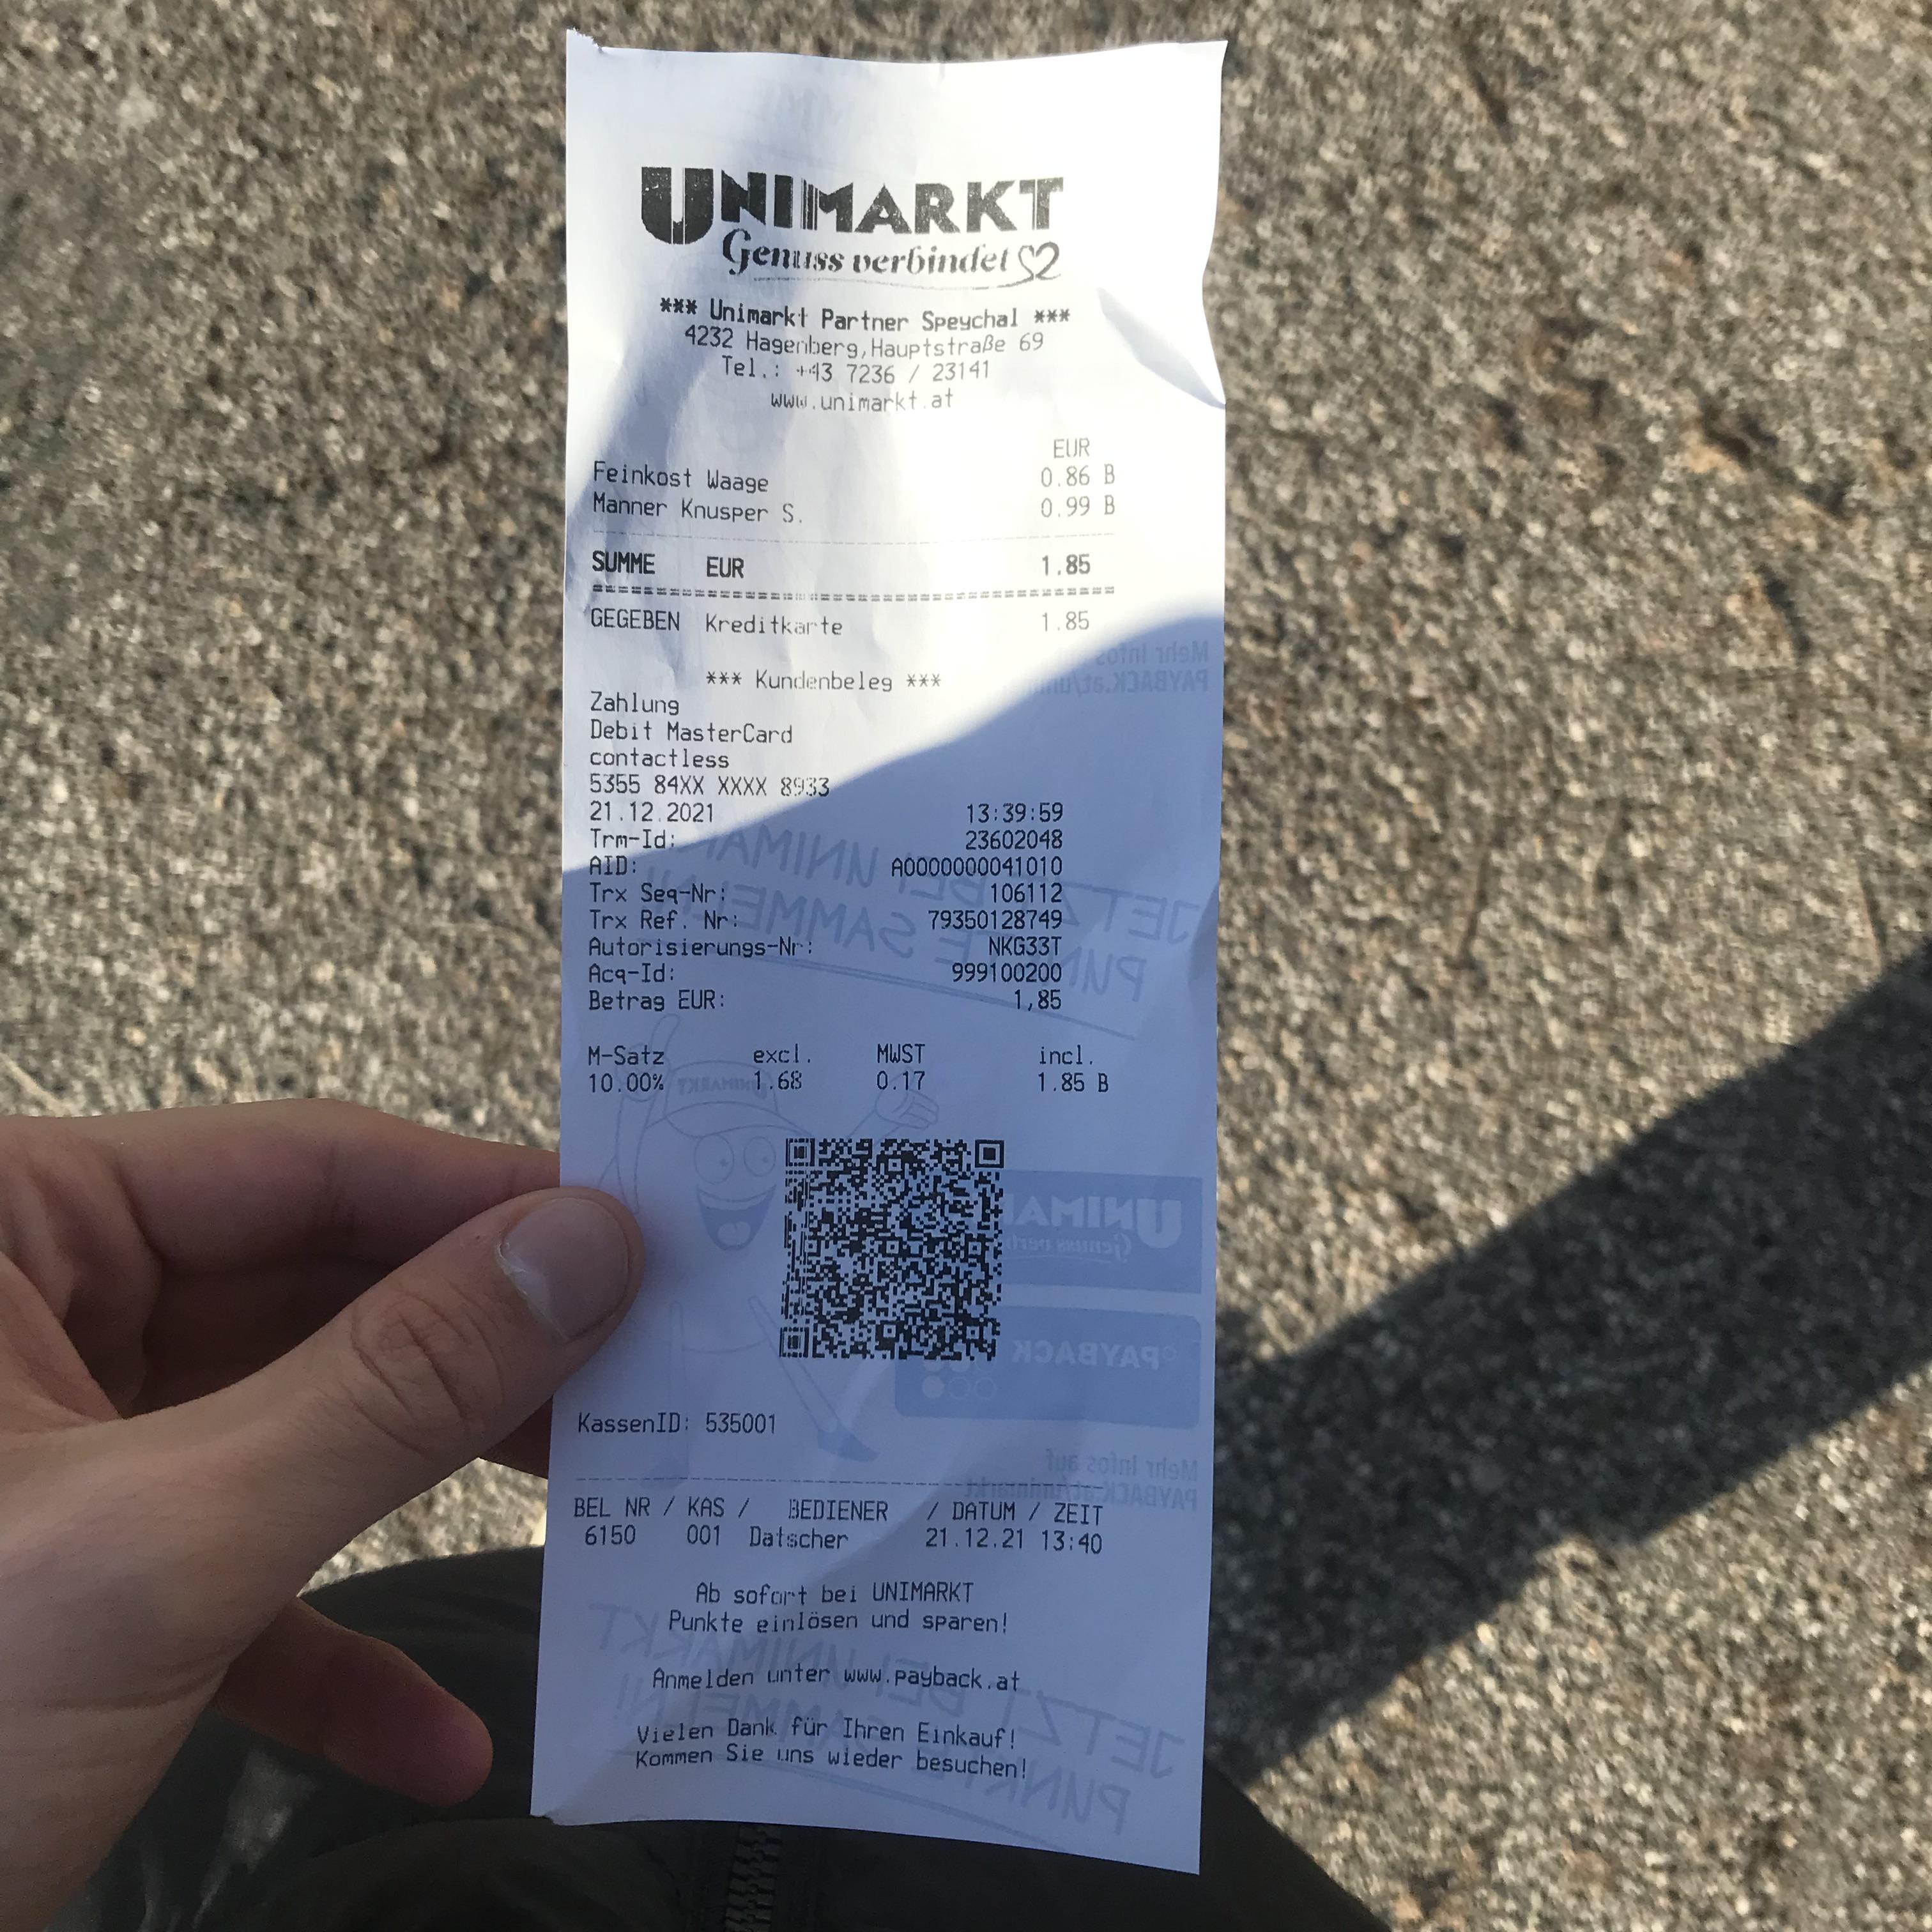 UNIMARKT
Genuss verbindet
*** Unimarkt Partner Speychal ***
4232 Hagenberg,Hauptstraße 69
Tel.: +43 7236 / 23141
www.unimarkt.at
EUR
Feinkost Waage 0.86 B
Manner Knusper S. 0.99 B
SUMME EUR 1.85
GEGEBEN Kreditkarte 1.85
*** Kundenbeleg ***
Zahlung
Debit MasterCard
contactless
5355 84XX XXXX 8933
21.12.2021 13:39:59
Trm-Id: 23602048
AID: A0000000041010
Trx Seq-Nr: 106112
Trx Ref. Nr: 79350128749
Autorisierungs-Nr: NKG33T
Acq-Id: 999100200
Betrag EUR: 1,85
M-Satz excl. MWST incl.
10.00% 1.68 0.17 1.85 B
KassenID: 535001
BEL NR / KAS / BEDIENER / DATUM / ZEIT
6150 001 Datscher 21.12.21 13:40
Ab sofort bei UNIMARKT
Punkte einlösen und sparen!
Anmelden unter www.payback.at
Vielen Dank für Ihren Einkauf!
Kommen Sie uns wieder besuchen!